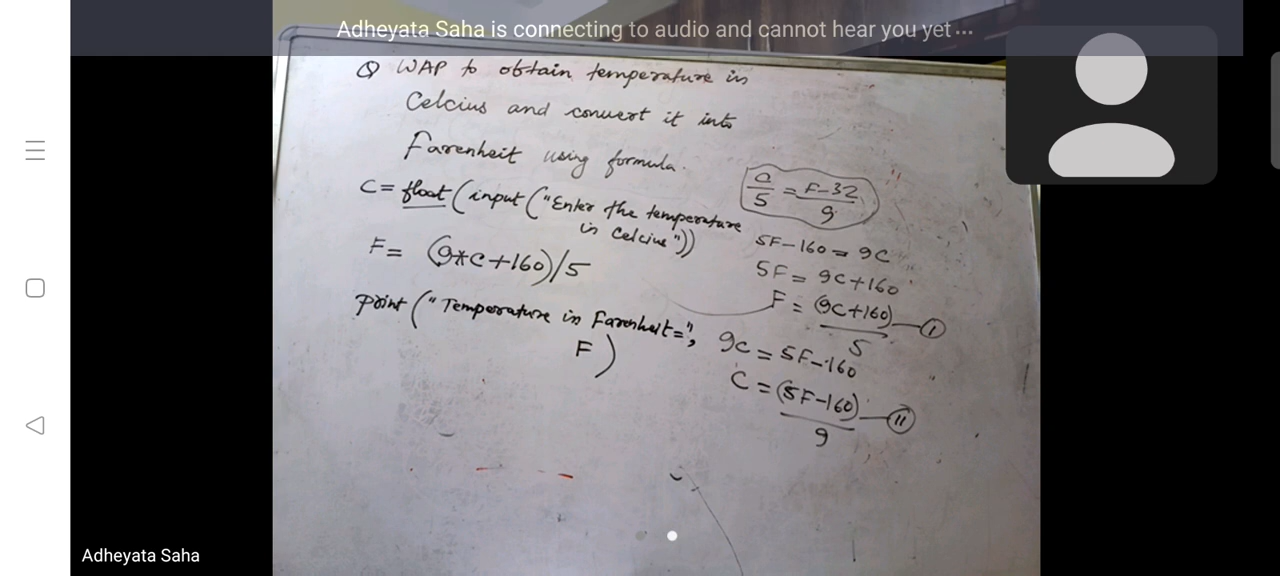 Adheyata Saha is connecting to audio and cannot hear you yet ...
Q WAP to obtain temperature in
Celcius and convert it into
Farenheit using formula.
C = float (input ("Enter the temperature
in Celcius"))
F = (9*C+160)/5
print ("Temperature in Farenheit=",
F)
C/5 = F-32/9
5F-160 = 9C
5F = 9C+160
F = (9C+160)/5 — I
9C = 5F-160
C = (5F-160)/9 — II
Adheyata Saha